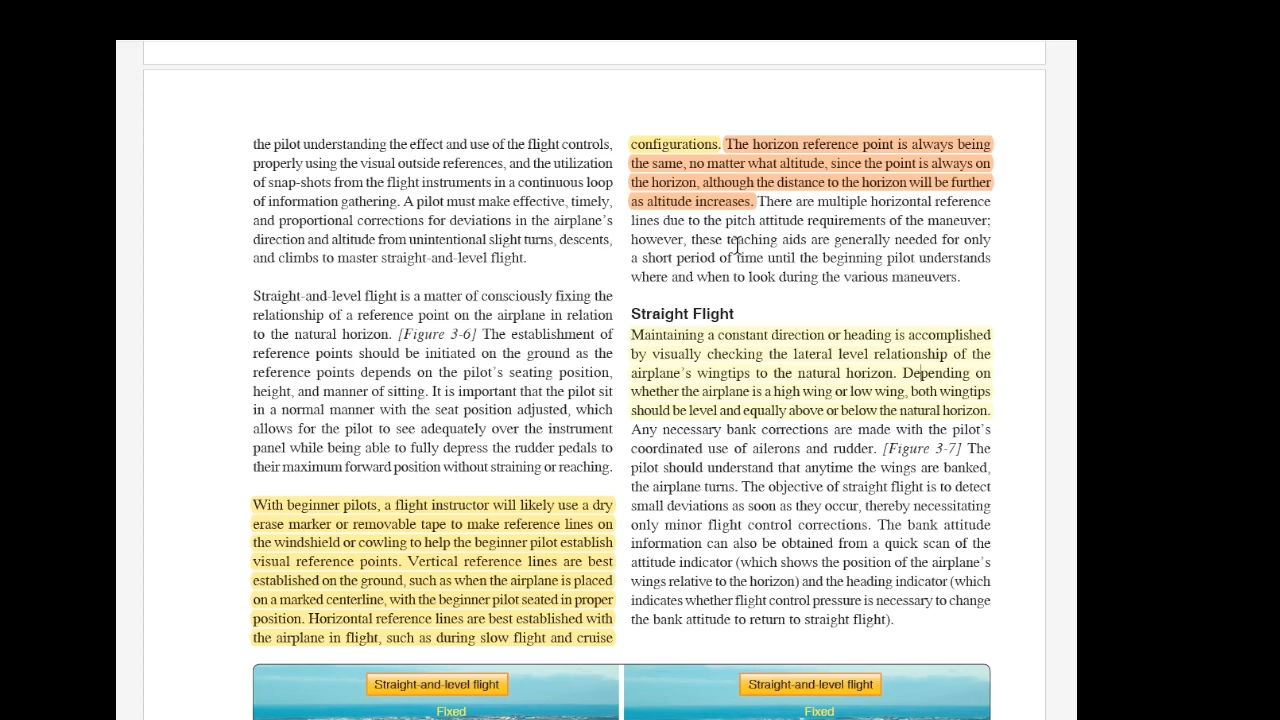 the pilot understanding the effect and use of the flight controls,
properly using the visual outside references, and the utilization
of snap-shots from the flight instruments in a continuous loop
of information gathering. A pilot must make effective, timely,
and proportional corrections for deviations in the airplane's
direction and altitude from unintentional slight turns, descents,
and climbs to master straight-and-level flight.
Straight-and-level flight is a matter of consciously fixing the
relationship of a reference point on the airplane in relation
to the natural horizon. [Figure 3-6] The establishment of
reference points should be initiated on the ground as the
reference points depends on the pilot's seating position,
height, and manner of sitting. It is important that the pilot sit
in a normal manner with the seat position adjusted, which
allows for the pilot to see adequately over the instrument
panel while being able to fully depress the rudder pedals to
their maximum forward position without straining or reaching.
With beginner pilots, a flight instructor will likely use a dry
erase marker or removable tape to make reference lines on
the windshield or cowling to help the beginner pilot establish
visual reference points. Vertical reference lines are best
established on the ground, such as when the airplane is placed
on a marked centerline, with the beginner pilot seated in proper
position. Horizontal reference lines are best established with
the airplane in flight, such as during slow flight and cruise
configurations. The horizon reference point is always being
the same, no matter what altitude, since the point is always on
the horizon, although the distance to the horizon will be further
as altitude increases. There are multiple horizontal reference
lines due to the pitch attitude requirements of the maneuver;
however, these teaching aids are generally needed for only
a short period of time until the beginning pilot understands
where and when to look during the various maneuvers.
Straight Flight
Maintaining a constant direction or heading is accomplished
by visually checking the lateral level relationship of the
airplane's wingtips to the natural horizon. Depending on
whether the airplane is a high wing or low wing, both wingtips
should be level and equally above or below the natural horizon.
Any necessary bank corrections are made with the pilot's
coordinated use of ailerons and rudder. [Figure 3-7] The
pilot should understand that anytime the wings are banked,
the airplane turns. The objective of straight flight is to detect
small deviations as soon as they occur, thereby necessitating
only minor flight control corrections. The bank attitude
information can also be obtained from a quick scan of the
attitude indicator (which shows the position of the airplane's
wings relative to the horizon) and the heading indicator (which
indicates whether flight control pressure is necessary to change
the bank attitude to return to straight flight).
Straight-and-level flight
Fixed
Straight-and-level flight
Fixed